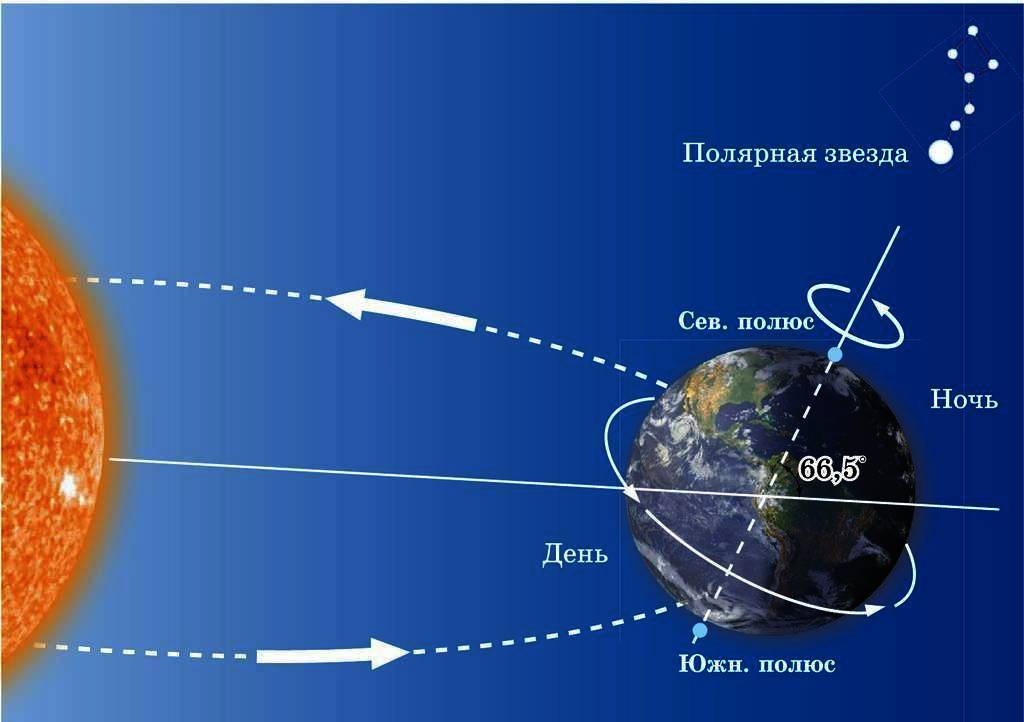 Полярная звезда
Сев. полюс
Ночь
66,5°
День
Южн. полюс